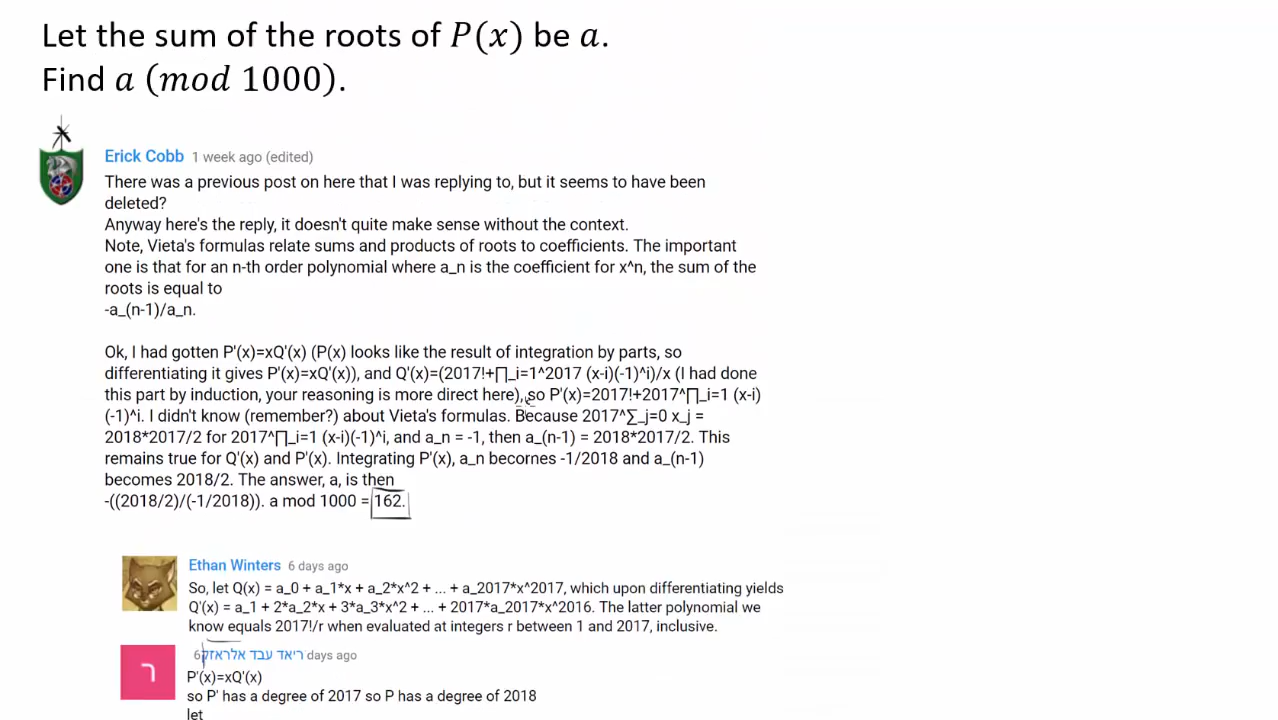 Let the sum of the roots of P(x) be a.
Find a (mod 1000).
Erick Cobb 1 week ago (edited)
There was a previous post on here that I was replying to, but it seems to have been
deleted?
Anyway here's the reply, it doesn't quite make sense without the context.
Note, Vieta's formulas relate sums and products of roots to coefficients. The important
one is that for an n-th order polynomial where a_n is the coefficient for x^n, the sum of the
roots is equal to
-a_(n-1)/a_n.
Ok, I had gotten P'(x)=xQ'(x) (P(x) looks like the result of integration by parts, so
differentiating it gives P'(x)=xQ'(x)), and Q'(x)=(2017!+∏_i=1^2017 (x-i)(-1)^i)/x (I had done
this part by induction, your reasoning is more direct here), so P'(x)=2017!+2017^∏_i=1 (x-i)
(-1)^i. I didn't know (remember?) about Vieta's formulas. Because 2017^∑_j=0 x_j =
2018*2017/2 for 2017^∏_i=1 (x-i)(-1)^i, and a_n = -1, then a_(n-1) = 2018*2017/2. This
remains true for Q'(x) and P'(x). Integrating P'(x), a_n becomes -1/2018 and a_(n-1)
becomes 2018/2. The answer, a, is then
-((2018/2)/(-1/2018)). a mod 1000 = 162.
Ethan Winters 6 days ago
So, let Q(x) = a_0 + a_1*x + a_2*x^2 + ... + a_2017*x^2017, which upon differentiating yields
Q'(x) = a_1 + 2*a_2*x + 3*a_3*x^2 + ... + 2017*a_2017*x^2016. The latter polynomial we
know equals 2017!/r when evaluated at integers r between 1 and 2017, inclusive.
ר
6 ריאד עבד אלראזק days ago
P'(x)=xQ'(x)
so P' has a degree of 2017 so P has a degree of 2018
let